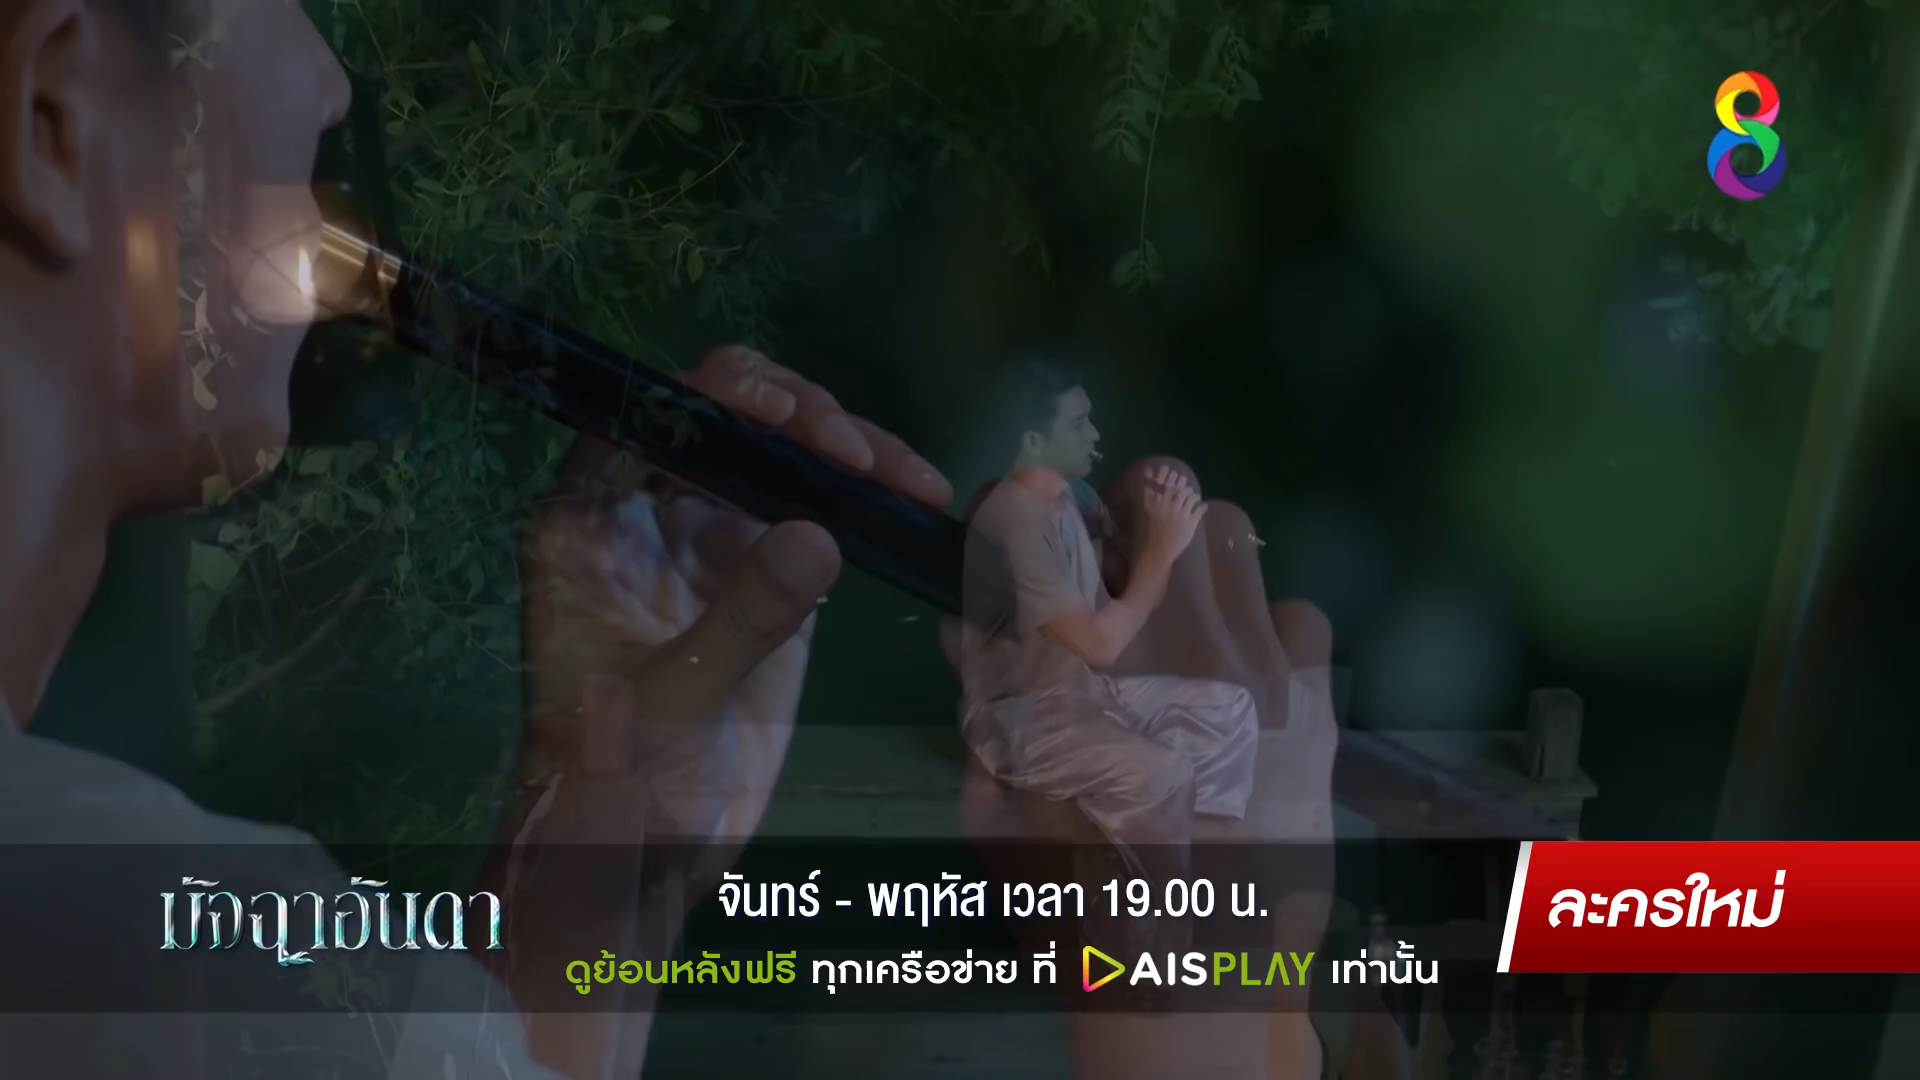 มัจฉาอันดา
จันทร์ - พฤหัส เวลา 19.00 น.
ดูย้อนหลังฟรี ทุกเครือข่าย ที่ AISPLAY เท่านั้น
ละครใหม่